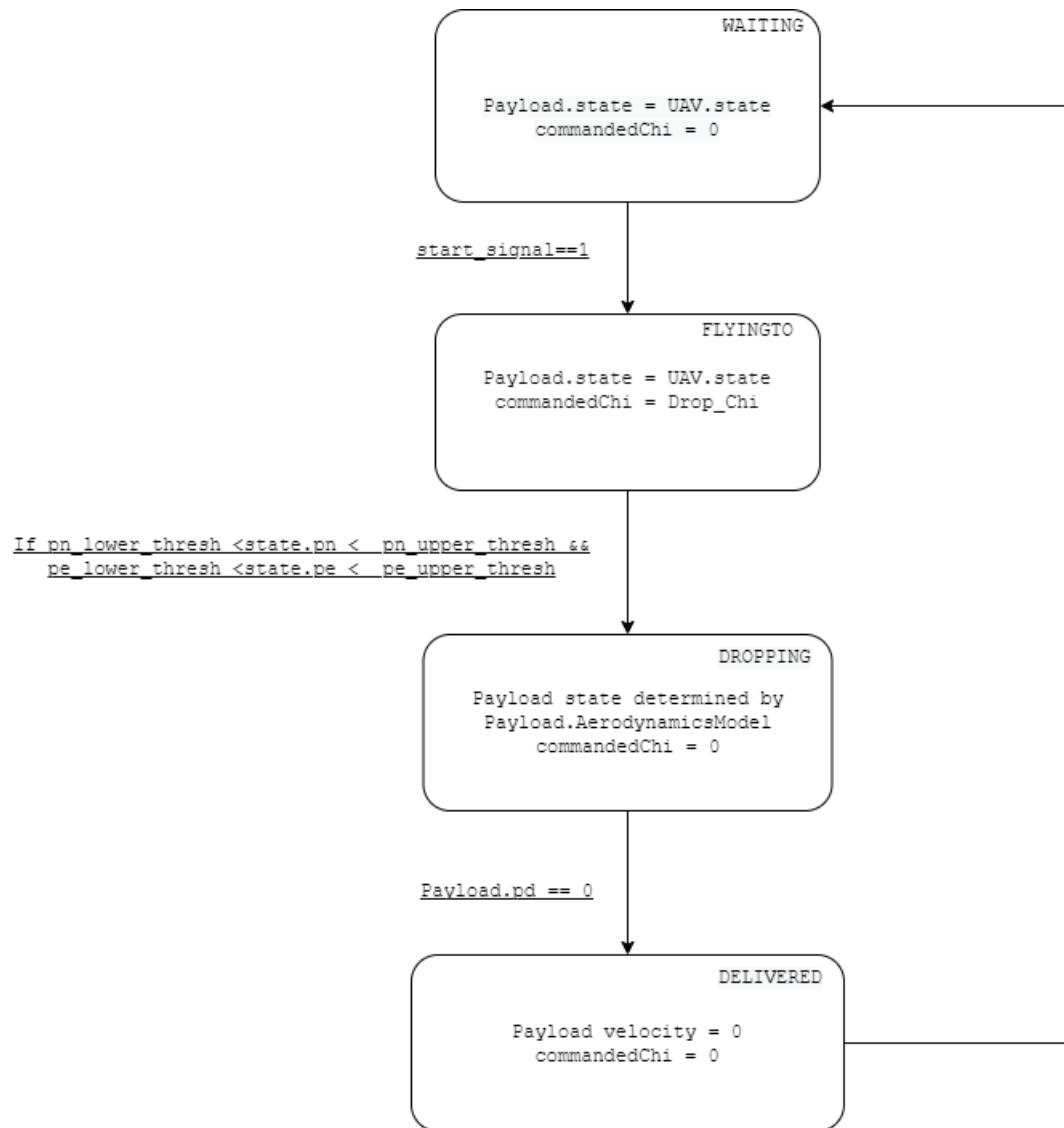 WAITING
Payload.state = UAV.state
commandedChi = 0
start_signal==1
FLYINGTO
Payload.state = UAV.state
commandedChi = Drop_Chi
If pn_lower_thresh <state.pn <  pn_upper_thresh &&
pe_lower_thresh <state.pe <  pe_upper_thresh
DROPPING
Payload state determined by
Payload.AerodynamicsModel
commandedChi = 0
Payload.pd == 0
DELIVERED
Payload velocity = 0
commandedChi = 0